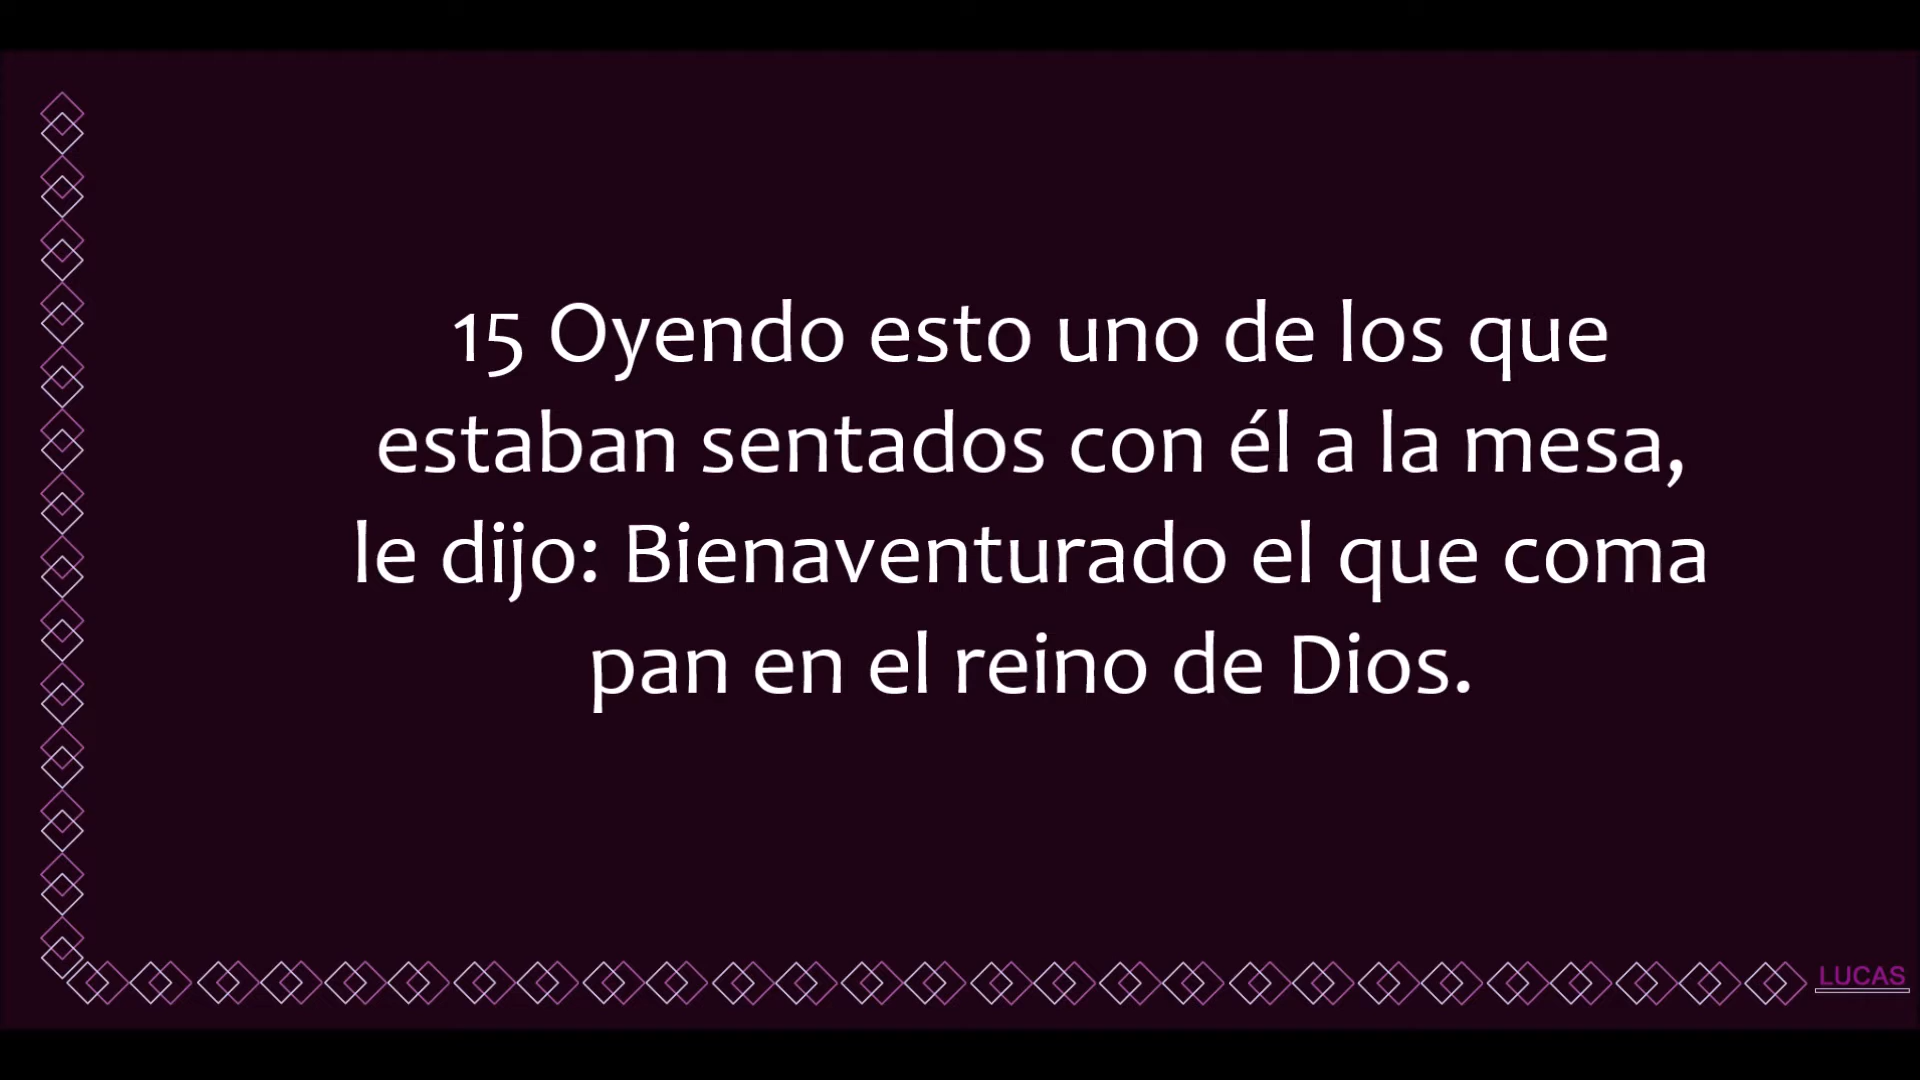 15 Oyendo esto uno de los que
estaban sentados con él a la mesa,
le dijo: Bienaventurado el que coma
pan en el reino de Dios.
LUCAS